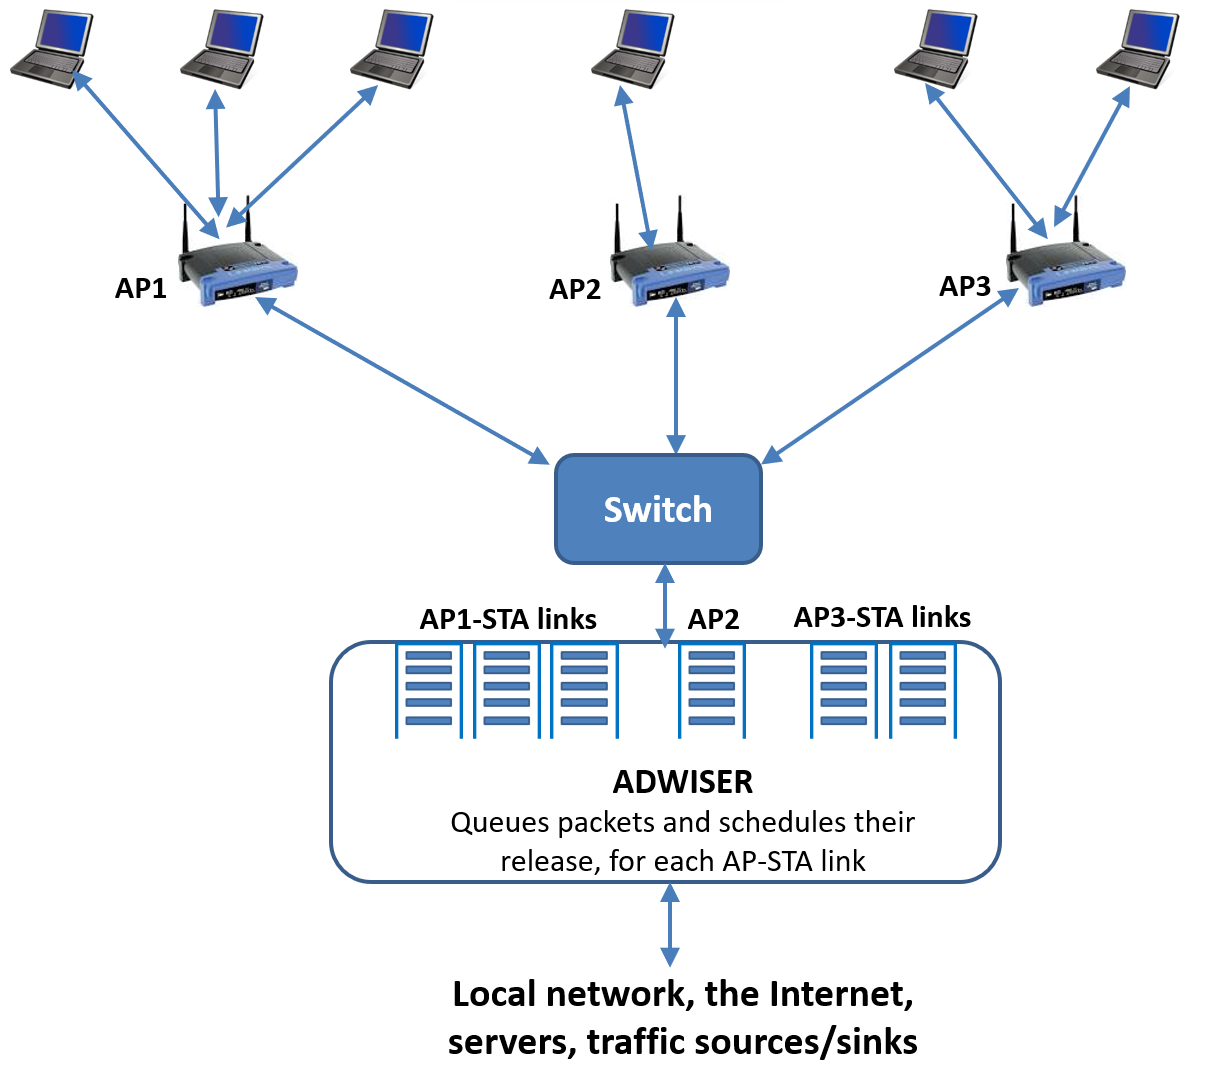 AP1
AP2
AP3
Switch
AP1-STA links
AP2
AP3-STA links
ADWISER
Queues packets and schedules their
release, for each AP-STA link
Local network, the Internet,
servers, traffic sources/sinks